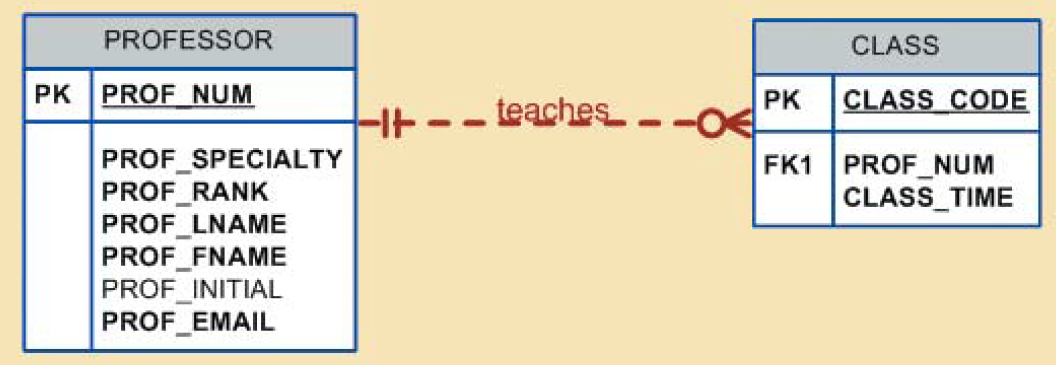 PROFESSOR
PK PROF_NUM
PROF_SPECIALTY
PROF_RANK
PROF_LNAME
PROF_FNAME
PROF_INITIAL
PROF_EMAIL
teaches
CLASS
PK CLASS_CODE
FK1 PROF_NUM
CLASS_TIME